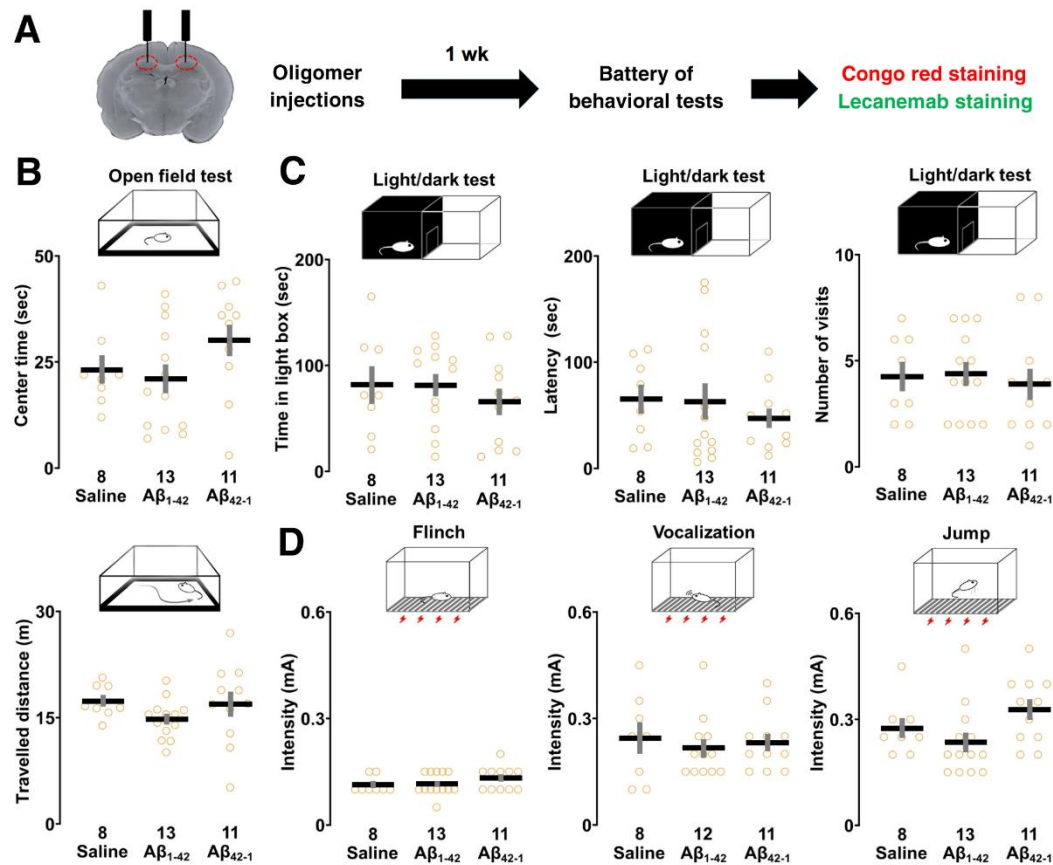 A
Oligomer
injections
1 wk
Battery of
behavioral tests
Congo red staining
Lecanemab staining
B
Open field test
Center time (sec)
50
25
0
8 13 11
Saline Aβ₁₋₄₂ Aβ₄₂₋₁
Travelled distance (m)
30
15
0
8 13 11
Saline Aβ₁₋₄₂ Aβ₄₂₋₁
C
Light/dark test
Time in light box (sec)
200
100
0
8 13 11
Saline Aβ₁₋₄₂ Aβ₄₂₋₁
Light/dark test
Latency (sec)
200
100
0
8 13 11
Saline Aβ₁₋₄₂ Aβ₄₂₋₁
Light/dark test
Number of visits
10
5
0
8 13 11
Saline Aβ₁₋₄₂ Aβ₄₂₋₁
D
Flinch
Intensity (mA)
0.6
0.3
0
8 13 11
Saline Aβ₁₋₄₂ Aβ₄₂₋₁
Vocalization
Intensity (mA)
0.6
0.3
0
8 12 11
Saline Aβ₁₋₄₂ Aβ₄₂₋₁
Jump
Intensity (mA)
0.6
0.3
0
8 13 11
Saline Aβ₁₋₄₂ Aβ₄₂₋₁